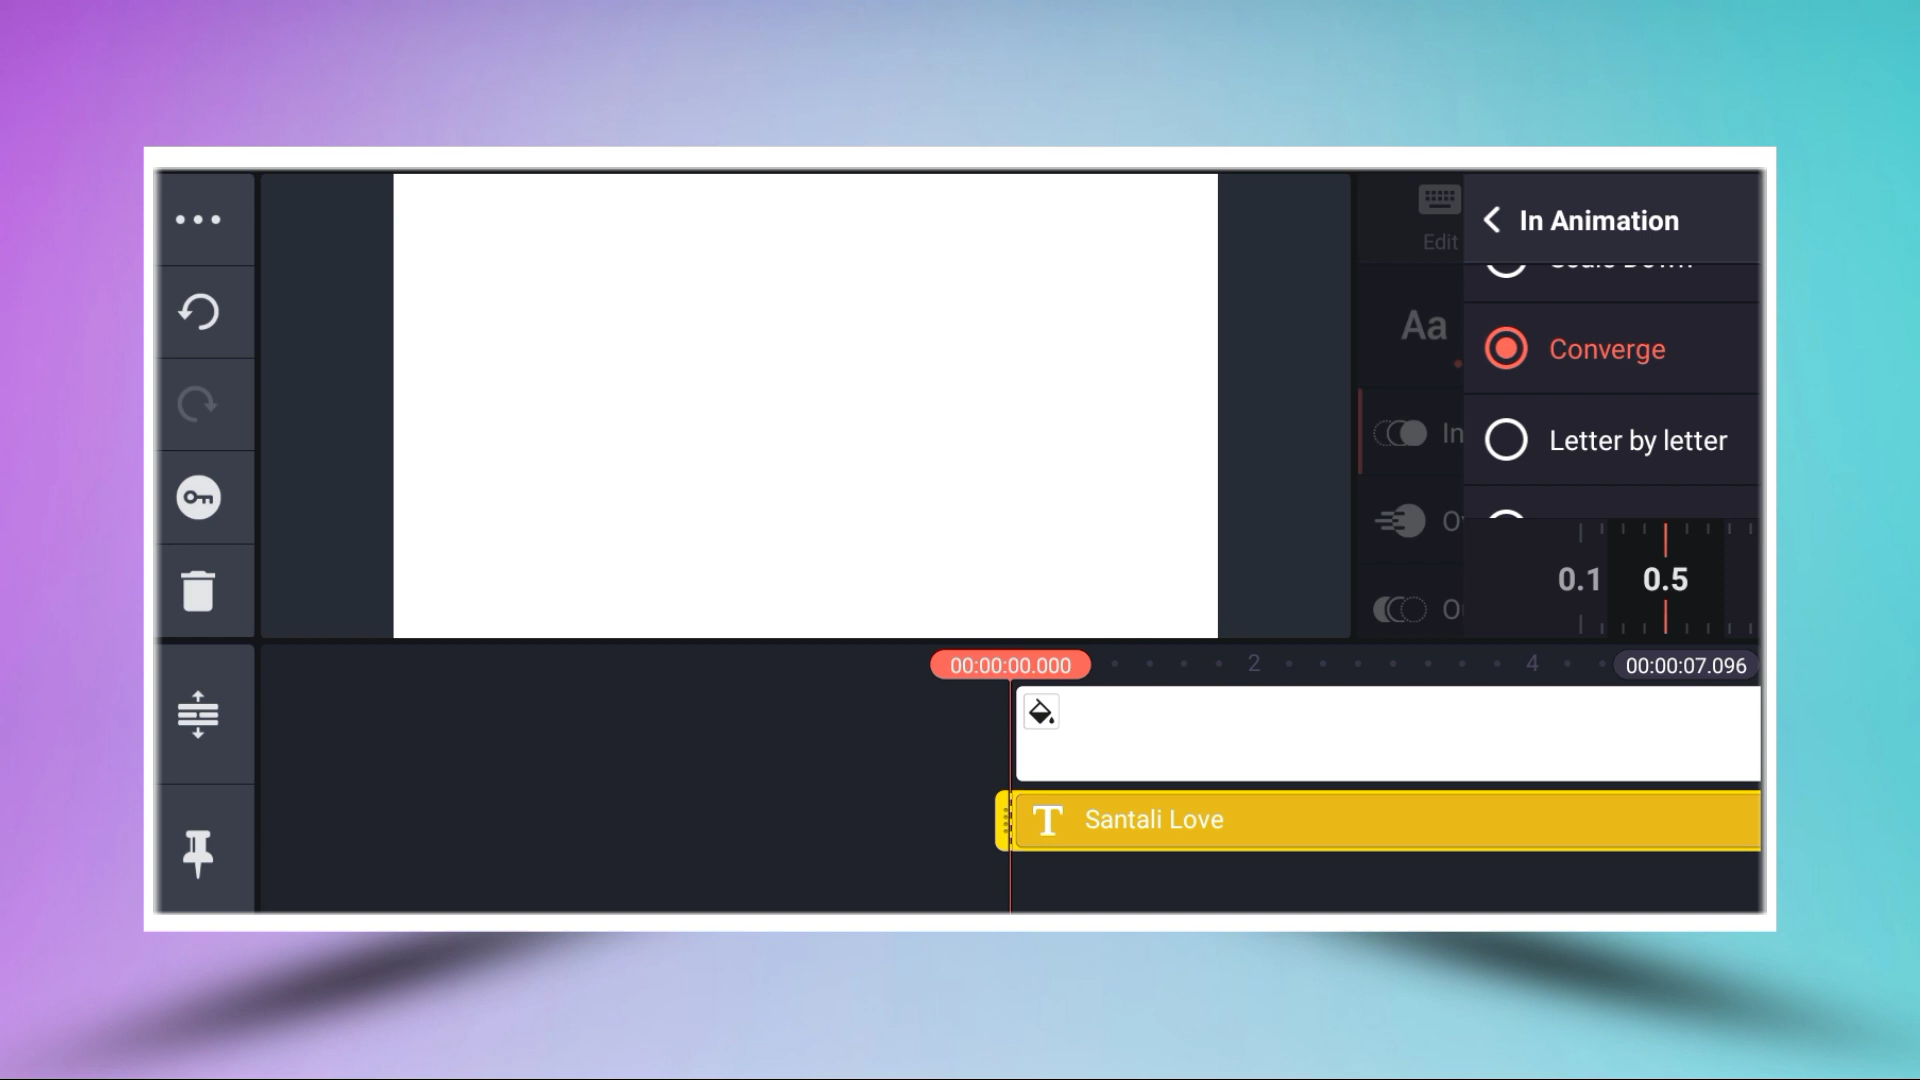 Edit
In Animation
Aa
Converge
In
Letter by letter
0.1
0.5
00:00:00.000
2
4
00:00:07.096
T Santali Love